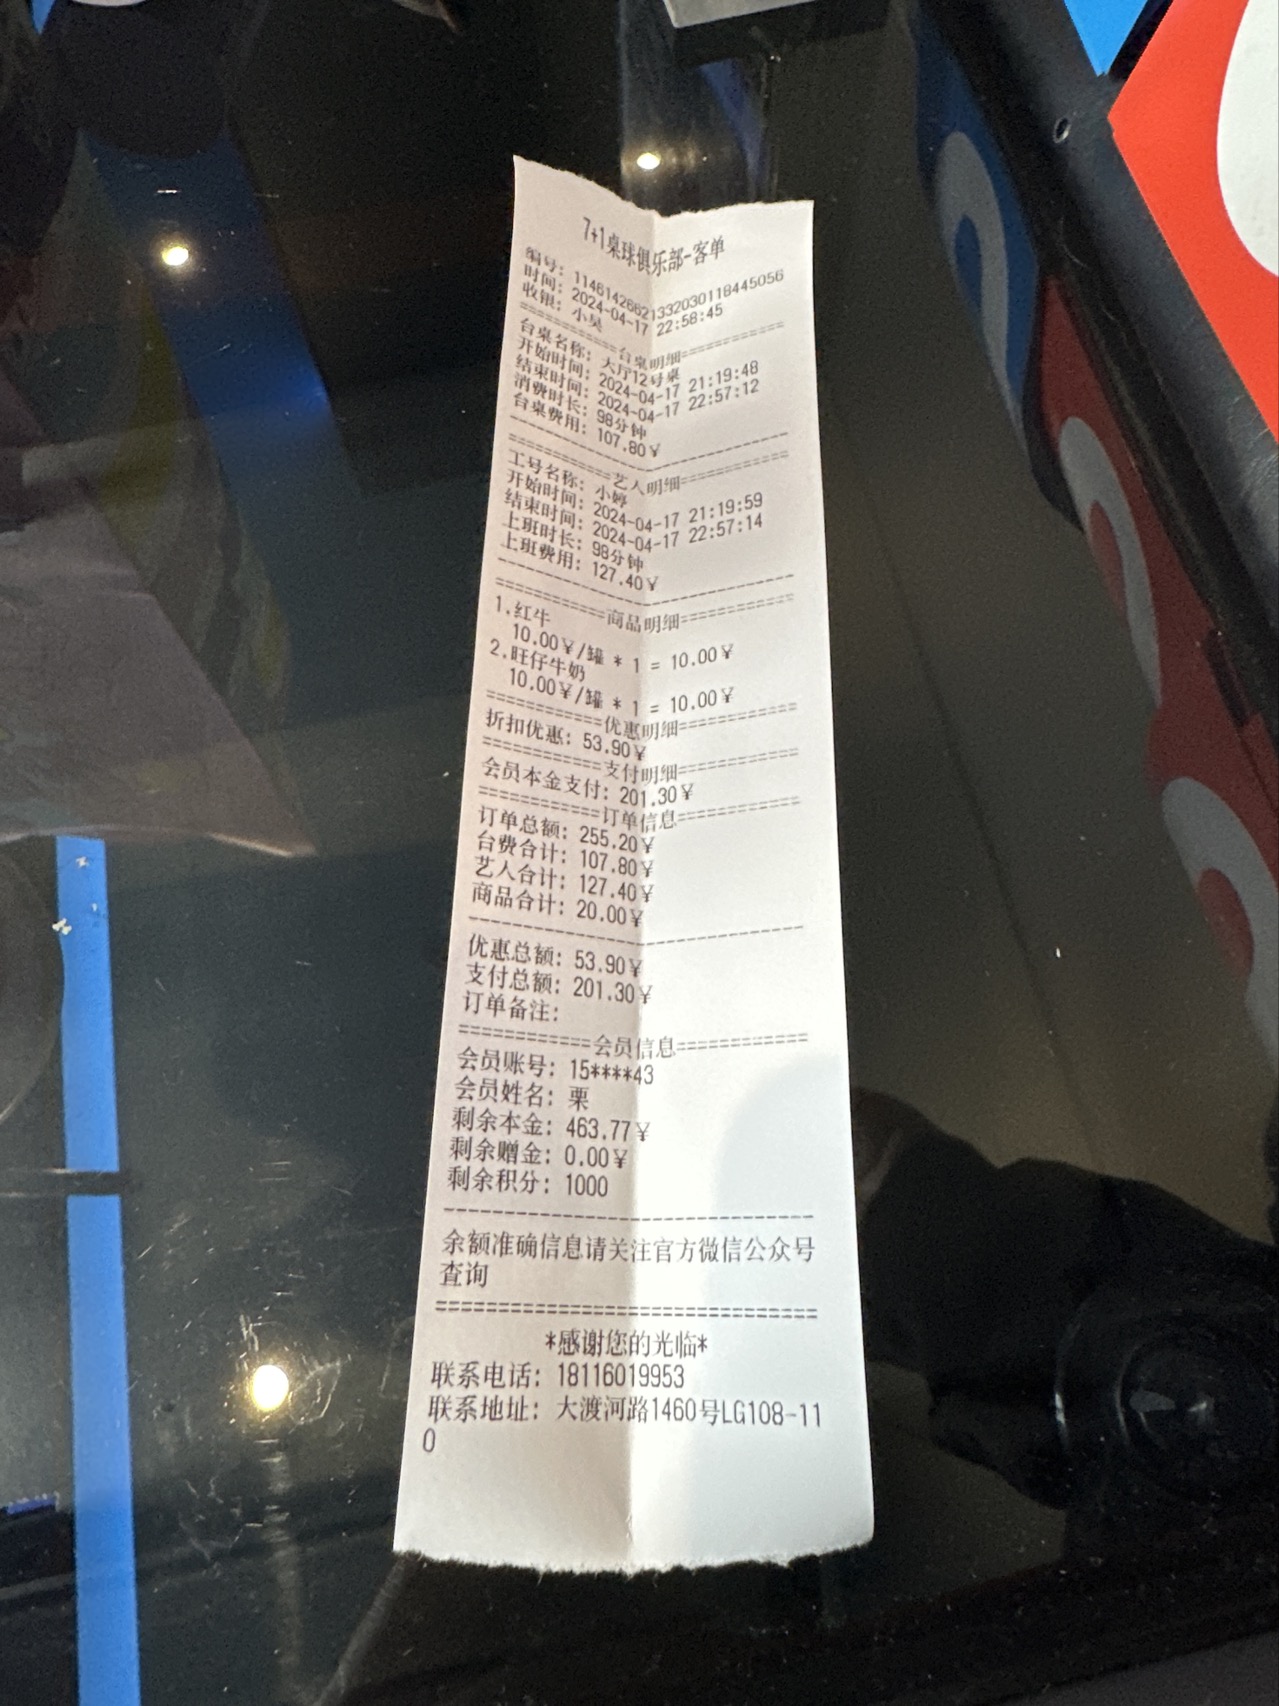 7+1桌球俱乐部-客单
编号: 1146142662133203011844 5056
时间: 2024-04-17 22:58:45
收银: 小吴
===========台桌明细===========
台桌名称: 大厅12号桌
开始时间: 2024-04-17 21:19:48
结束时间: 2024-04-17 22:57:12
消费时长: 98分钟
台桌费用: 107.80¥
--------------------------------
===========艺人明细===========
工号名称: 小婷
开始时间: 2024-04-17 21:19:59
结束时间: 2024-04-17 22:57:14
上班时长: 98分钟
上班费用: 127.40¥
--------------------------------
===========商品明细===========
1.红牛
10.00¥/罐 * 1 = 10.00¥
2.旺仔牛奶
10.00¥/罐 * 1 = 10.00¥
===========优惠明细===========
折扣优惠: 53.90¥
===========支付明细===========
会员本金支付: 201.30¥
===========订单信息===========
订单总额: 255.20¥
台费合计: 107.80¥
艺人合计: 127.40¥
商品合计: 20.00¥
--------------------------------
优惠总额: 53.90¥
支付总额: 201.30¥
订单备注:
===========会员信息===========
会员账号: 15****43
会员姓名: 栗
剩余本金: 463.77¥
剩余赠金: 0.00¥
剩余积分: 1000
--------------------------------
余额准确信息请关注官方微信公众号
查询
==============================
*感谢您的光临*
联系电话: 18116019953
联系地址: 大渡河路1460号LG108-11
0